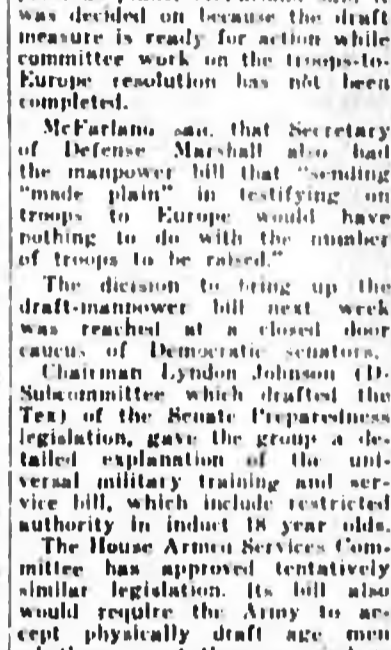 was decided on because the draft
measure is ready for action while
committee work on the troops-to-
Europe resolution has not been
completed.
McFarland said that Secretary
of Defense Marshall also had
the manpower bill that "sending
"made plain" in testifying on
troops to Europe would have
nothing to do with the number
of troops to be raised."
The dicision to bring up the
draft-manpower bill next week
was reached at a closed door
caucus of Democratic senators.
Chairman Lyndon Johnson (D-
Subcommittee which drafted the
Tex) of the Senate Preparedness
legislation, gave the group a de-
tailed explanation of the uni-
versal military training and ser-
vice bill, which include restricted
authority to induct 18 year olds.
The House Armed Services Com-
mittee has approved tentatively
similar legislation. Its bill also
would require the Army to ac-
cept physically draft age men